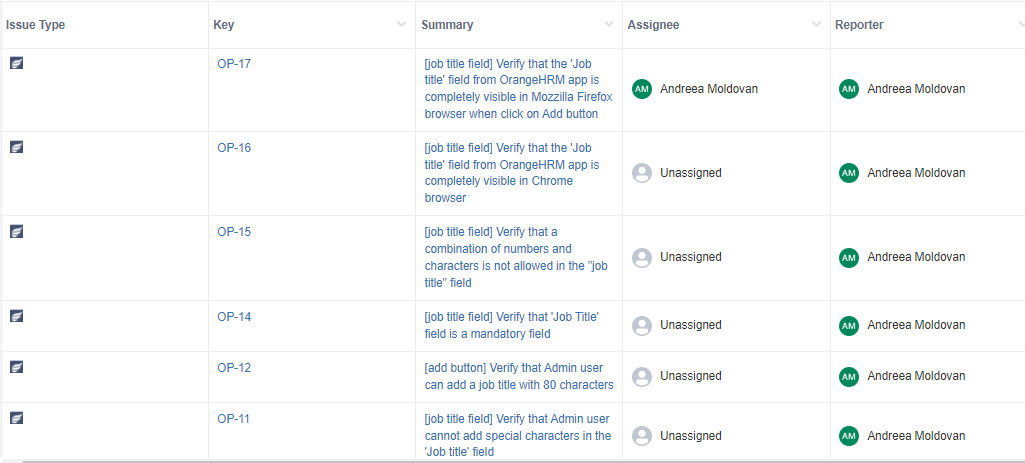 Issue Type Key Summary Assignee Reporter
OP-17
[job title field] Verify that the 'Job
title' field from OrangeHRM app is
completely visible in Mozzilla Firefox
browser when click on Add button
AM Andreea Moldovan
AM Andreea Moldovan
OP-16
[job title field] Verify that the 'Job
title' field from OrangeHRM app is
completely visible in Chrome
browser
Unassigned
AM Andreea Moldovan
OP-15
[job title field] Verify that a
combination of numbers and
characters is not allowed in the "job
title" field
Unassigned
AM Andreea Moldovan
OP-14
[job title field] Verify that 'Job Title'
field is a mandatory field
Unassigned
AM Andreea Moldovan
OP-12
[add button] Verify that Admin user
can add a job title with 80 characters
Unassigned
AM Andreea Moldovan
OP-11
[job title field] Verify that Admin user
cannot add special characters in the
'Job title' field
Unassigned
AM Andreea Moldovan